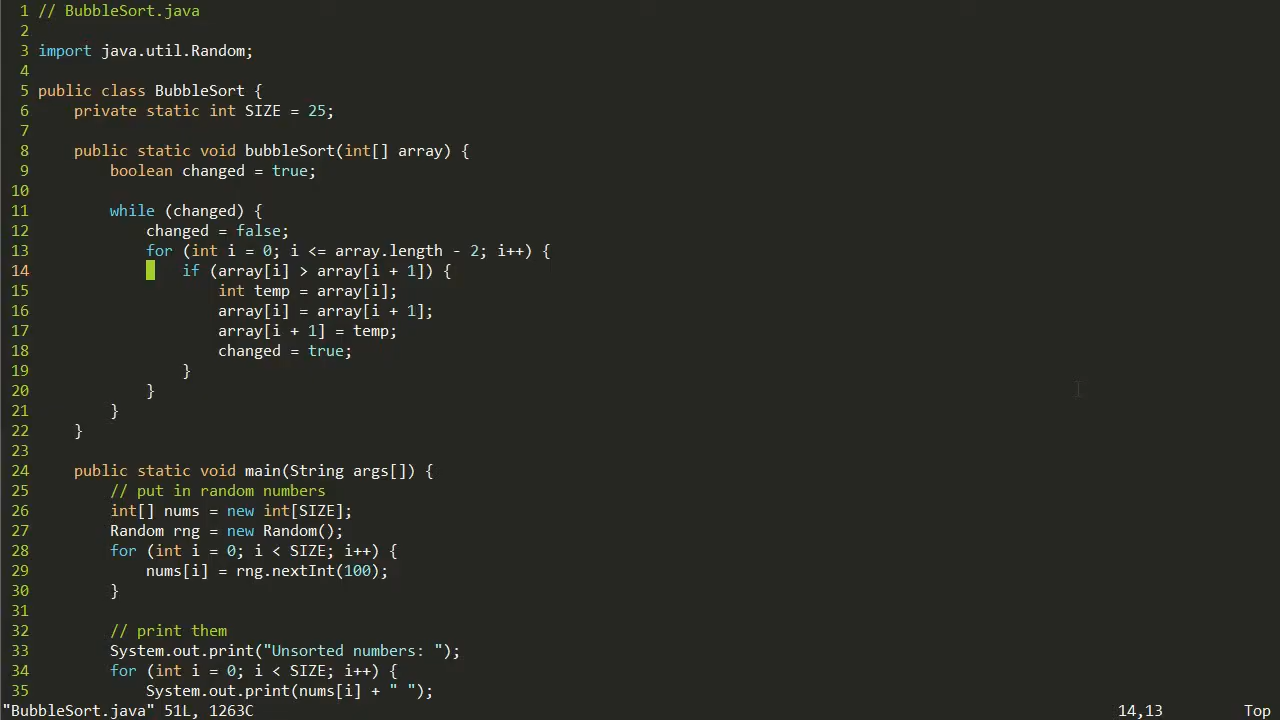 1 // BubbleSort.java
2
3 import java.util.Random;
4
5 public class BubbleSort {
6     private static int SIZE = 25;
7
8     public static void bubbleSort(int[] array) {
9         boolean changed = true;
10
11         while (changed) {
12             changed = false;
13             for (int i = 0; i <= array.length - 2; i++) {
14                 if (array[i] > array[i + 1]) {
15                     int temp = array[i];
16                     array[i] = array[i + 1];
17                     array[i + 1] = temp;
18                     changed = true;
19                 }
20             }
21         }
22     }
23
24     public static void main(String args[]) {
25         // put in random numbers
26         int[] nums = new int[SIZE];
27         Random rng = new Random();
28         for (int i = 0; i < SIZE; i++) {
29             nums[i] = rng.nextInt(100);
30         }
31
32         // print them
33         System.out.print("Unsorted numbers: ");
34         for (int i = 0; i < SIZE; i++) {
35             System.out.print(nums[i] + " ");
"BubbleSort.java" 51L, 1263C 14,13 Top